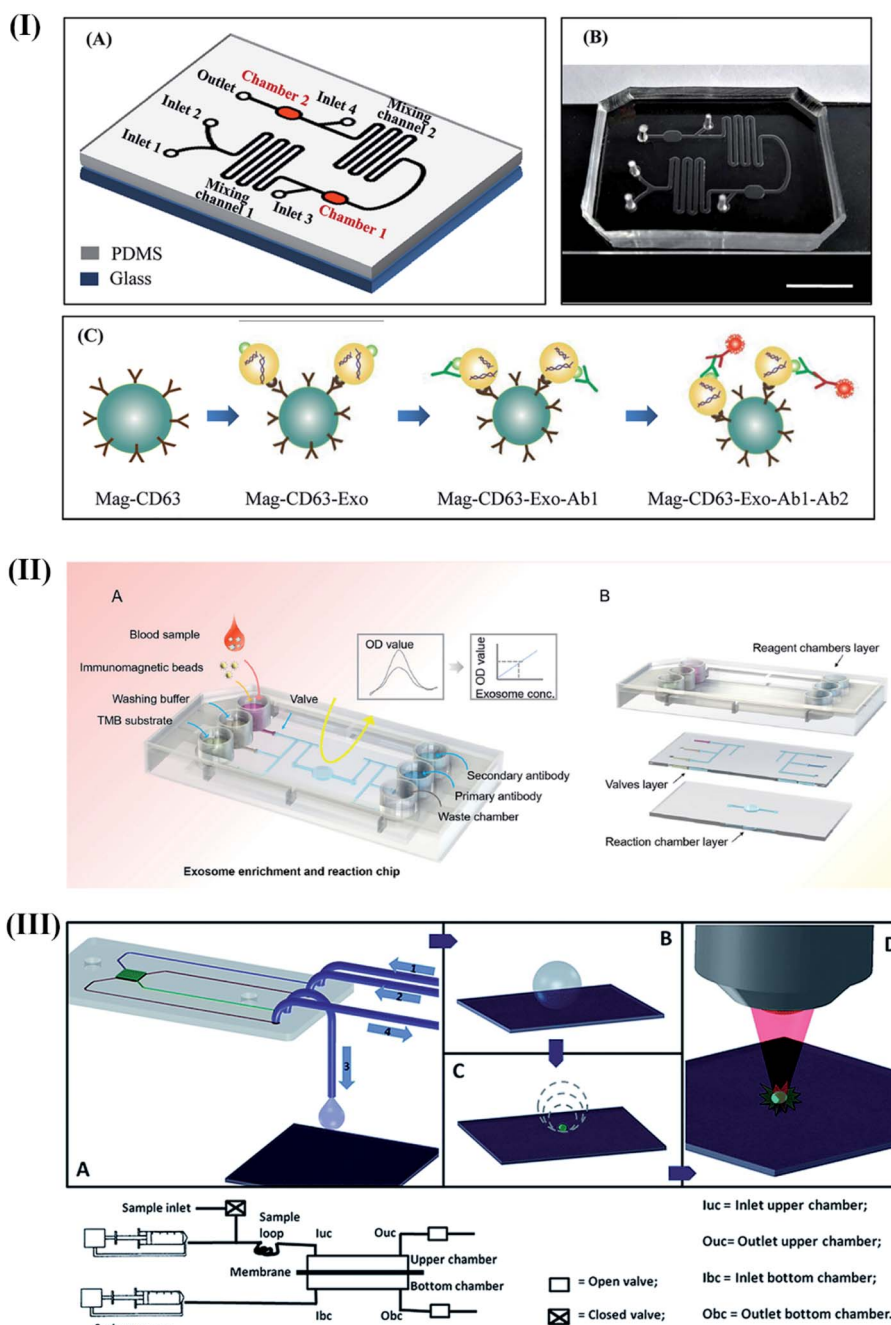 (I)
(A)
Outlet
Chamber 2
Inlet 4
Mixing
channel 2
Inlet 2
Inlet 1
Mixing
channel 1
Inlet 3
Chamber 1
PDMS
Glass
(B)
(C)
Mag-CD63
Mag-CD63-Exo
Mag-CD63-Exo-Ab1
Mag-CD63-Exo-Ab1-Ab2
(II)
A
Blood sample
Immunomagnetic beads
Washing buffer
TMB substrate
Valve
OD value
OD value
Exosome conc.
Secondary antibody
Primary antibody
Waste chamber
Exosome enrichment and reaction chip
B
Reagent chambers layer
Valves layer
Reaction chamber layer
(III)
1
2
4
3
A
B
C
D
Sample inlet
Sample
loop
Iuc
Ouc
Upper chamber
Membrane
Bottom chamber
Ibc
Obc
= Open valve;
= Closed valve;
Iuc = Inlet upper chamber;
Ouc= Outlet upper chamber;
Ibc = Inlet bottom chamber;
Obc = Outlet bottom chamber.